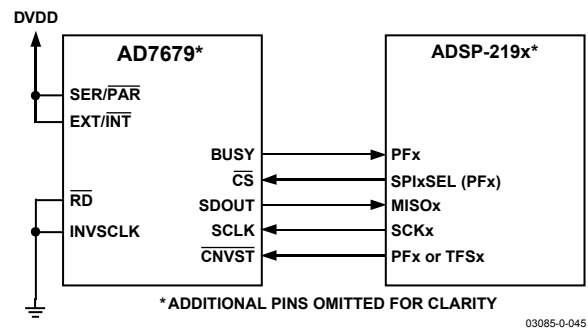 DVDD
AD7679*
ADSP-219x*
SER/PAR
EXT/INT
BUSY
PFx
CS
SPIxSEL (PFx)
RD
SDOUT
MISOx
INVSCLK
SCLK
SCKx
CNVST
PFx or TFSx
*ADDITIONAL PINS OMITTED FOR CLARITY
03085-0-045